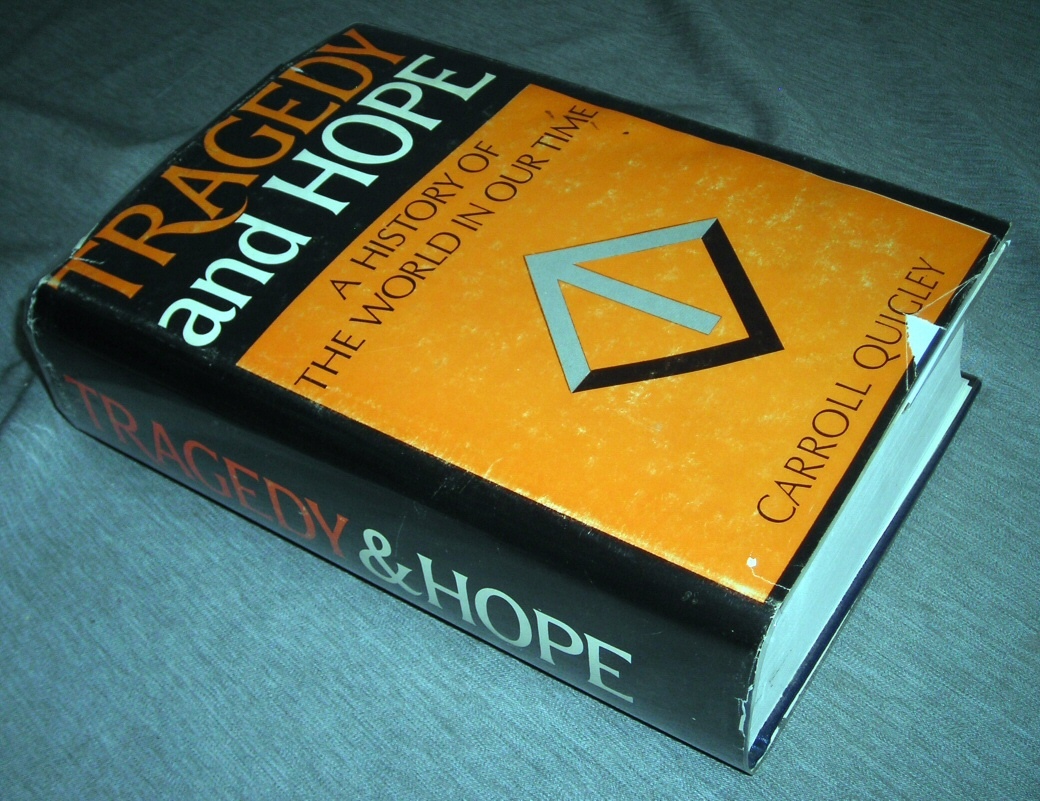 TRAGEDY
and HOPE
A HISTORY OF
THE WORLD IN OUR TIME
CARROLL QUIGLEY
TRAGEDY & HOPE